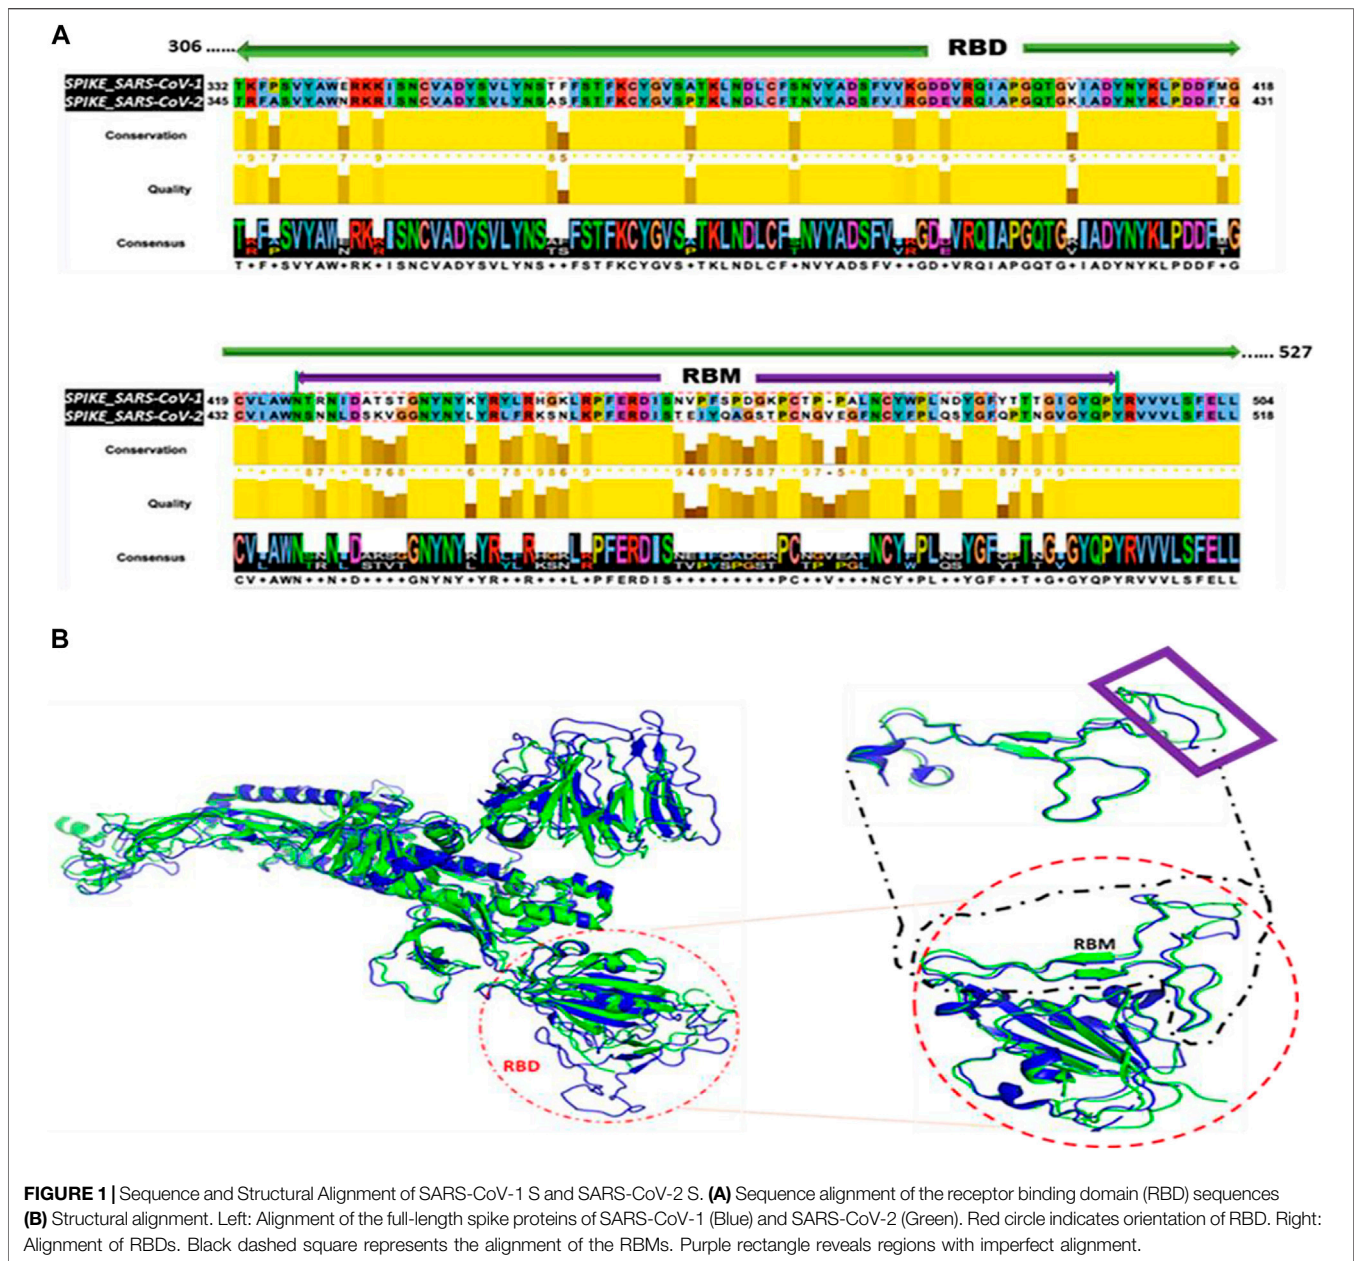 A
306 ...... RBD
SPIKE_SARS-CoV-1 332 TKFPSVYAWERKKISNCVADYSVLYNSTFFSTFKCYGVSATKLNDLCFSNVYADSFVVKGDDVRQIAPGQTGVIADYNYKLPDDFMG 418
SPIKE_SARS-CoV-2 345 TRFASVYAWNRKRISNCVADYSVLYNSASFSTFKCYGVSPTKLNDLCFTNVYADSFVIRGDEVRQIAPGQTGKIADYNYKLPDDFTG 431
Conservation
Quality
Consensus
T+F+SVYAW+RK+ISNCVADYSVLYNS++FSTFKCYGVS+TKLNDLCF+NVYADSFV++GD+VRQIAPGQTG+IADYNYKLPDDF+G
...... 527
RBM
SPIKE_SARS-CoV-1 419 CVLAWNTRNIDATSTGNYNYKYRYLRHGKLRPFERDISNVPFSPDGKPCTP-PALNCYWPLNDYGFYTTTGIGYQPYRVVVLSFELL 504
SPIKE_SARS-CoV-2 432 CVIAWNSNNLDSKVGGNYNYLYRLFRKSNLRPFERDISTEIYQAGSTPCNGVEGFNCYFPLQSYGFQPTNGVGYQPYRVVVLSFELL 518
Conservation
Quality
Consensus
CV+AWN++N+D++++GNYNY+YR++R+++L+PFERDIS++++++++PC++V+++NCY+PL++YGF++T+G+GYQPYRVVVLSFELL
B
RBM
RBD
FIGURE 1 | Sequence and Structural Alignment of SARS-CoV-1 S and SARS-CoV-2 S. (A) Sequence alignment of the receptor binding domain (RBD) sequences
(B) Structural alignment. Left: Alignment of the full-length spike proteins of SARS-CoV-1 (Blue) and SARS-CoV-2 (Green). Red circle indicates orientation of RBD. Right:
Alignment of RBDs. Black dashed square represents the alignment of the RBMs. Purple rectangle reveals regions with imperfect alignment.